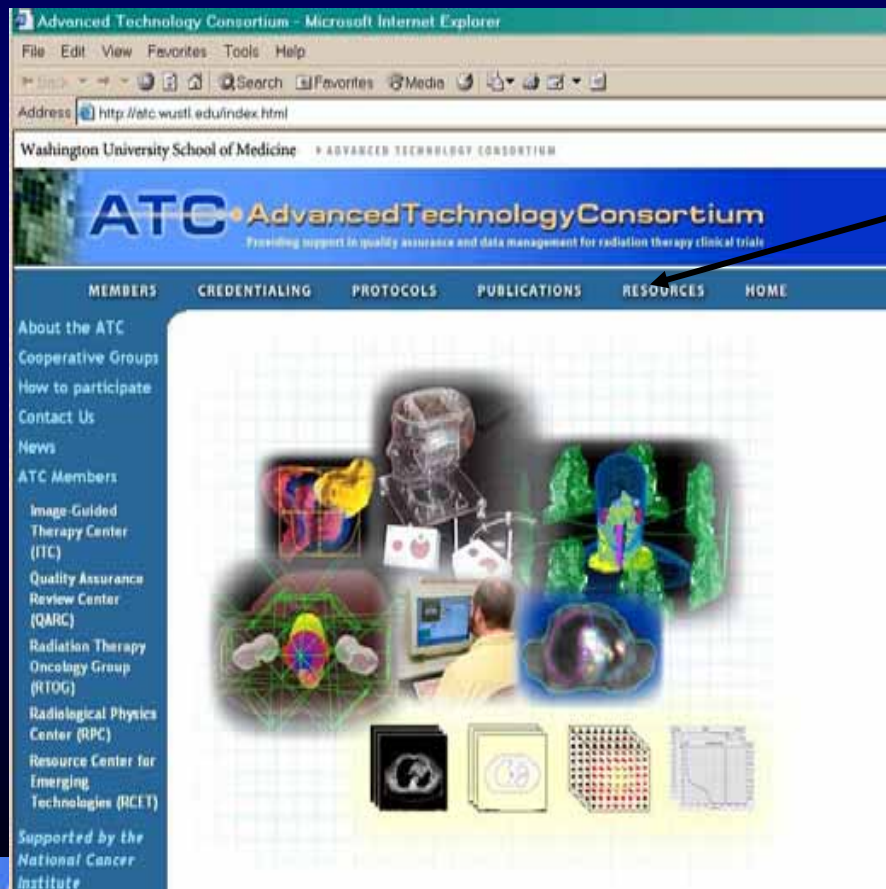 Advanced Technology Consortium - Microsoft Internet Explorer
File Edit View Favorites Tools Help
Back Search Favorites Media
Address http://atc.wustl.edu/index.html
Washington University School of Medicine ADVANCED TECHNOLOGY CONSORTIUM
ATC AdvancedTechnologyConsortium
Providing support in quality assurance and data management for radiation therapy clinical trials
MEMBERS CREDENTIALING PROTOCOLS PUBLICATIONS RESOURCES HOME
About the ATC
Cooperative Groups
How to participate
Contact Us
News
ATC Members
Image-Guided
Therapy Center
(ITC)
Quality Assurance
Review Center
(QARC)
Radiation Therapy
Oncology Group
(RTOG)
Radiological Physics
Center (RPC)
Resource Center for
Emerging
Technologies (RCET)
Supported by the
National Cancer
Institute